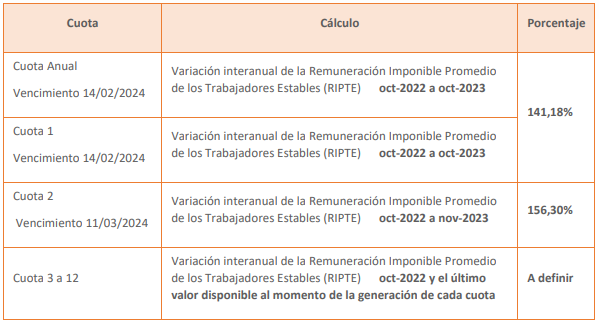 Cuota
Cálculo
Porcentaje
Cuota Anual
Vencimiento 14/02/2024
Variación interanual de la Remuneración Imponible Promedio
de los Trabajadores Estables (RIPTE) oct-2022 a oct-2023
141,18%
Cuota 1
Vencimiento 14/02/2024
Variación interanual de la Remuneración Imponible Promedio
de los Trabajadores Estables (RIPTE) oct-2022 a oct-2023
Cuota 2
Vencimiento 11/03/2024
Variación interanual de la Remuneración Imponible Promedio
de los Trabajadores Estables (RIPTE) oct-2022 a nov-2023
156,30%
Cuota 3 a 12
Variación interanual de la Remuneración Imponible Promedio
de los Trabajadores Estables (RIPTE) oct-2022 y el último
valor disponible al momento de la generación de cada cuota
A definir